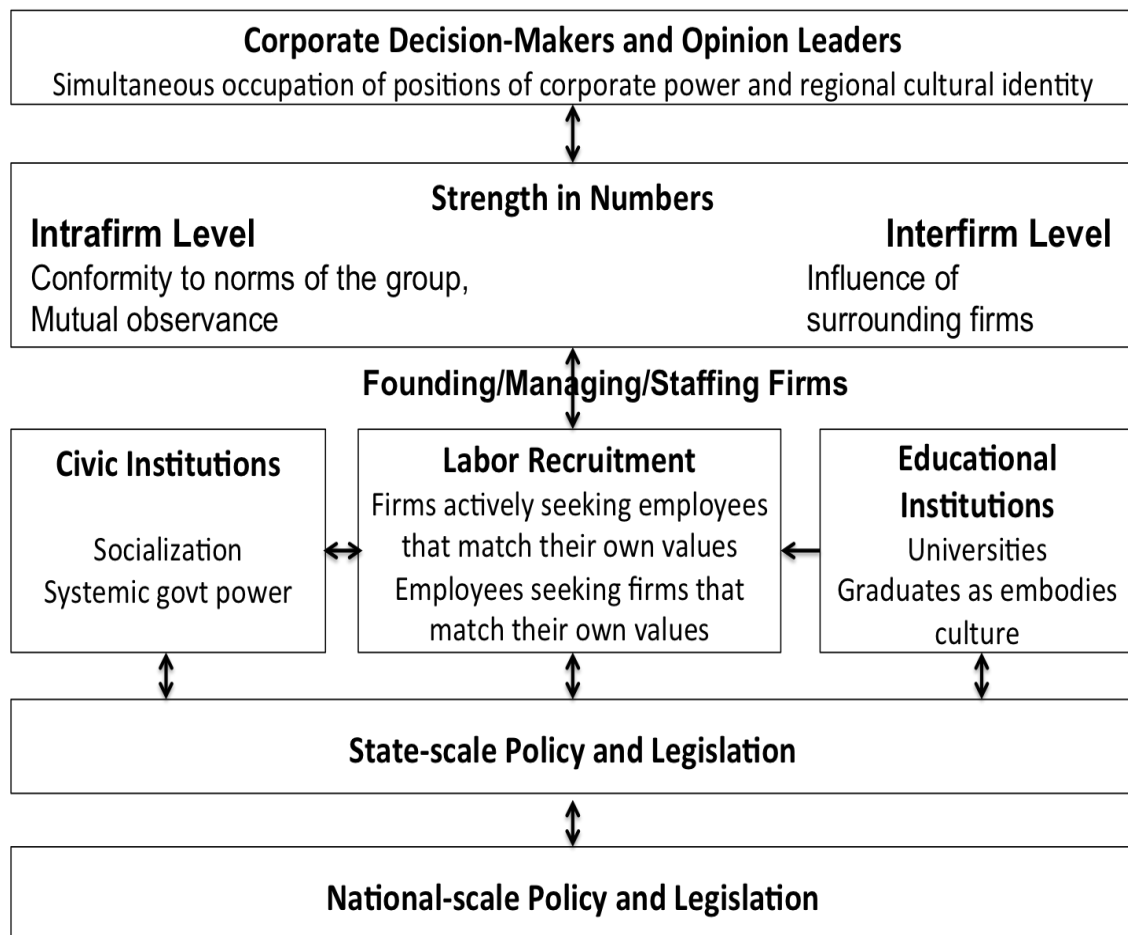 Corporate Decision-Makers and Opinion Leaders
Simultaneous occupation of positions of corporate power and regional cultural identity
Strength in Numbers
Intrafirm Level
Conformity to norms of the group,
Mutual observance
Interfirm Level
Influence of
surrounding firms
Founding/Managing/Staffing Firms
Civic Institutions
Socialization
Systemic govt power
Labor Recruitment
Firms actively seeking employees
that match their own values
Employees seeking firms that
match their own values
Educational
Institutions
Universities
Graduates as embodies
culture
State-scale Policy and Legislation
National-scale Policy and Legislation